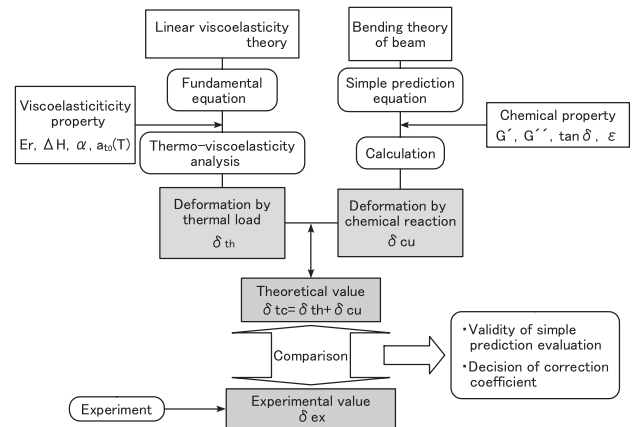 Linear viscoelasticity
theory
Bending theory
of beam
Fundamental
equation
Simple prediction
equation
Viscoelasticiticity
property
Er, ΔH, α, at0(T)
Chemical property
G´, G´´, tan δ, ε
Thermo-viscoelasticity
analysis
Calculation
Deformation by
thermal load
δ th
Deformation by
chemical reaction
δ cu
Theoretical value
δ tc= δ th+ δ cu
Comparison
・Validity of simple
prediction evaluation
・Decision of correction
coefficient
Experiment
Experimental value
δ ex